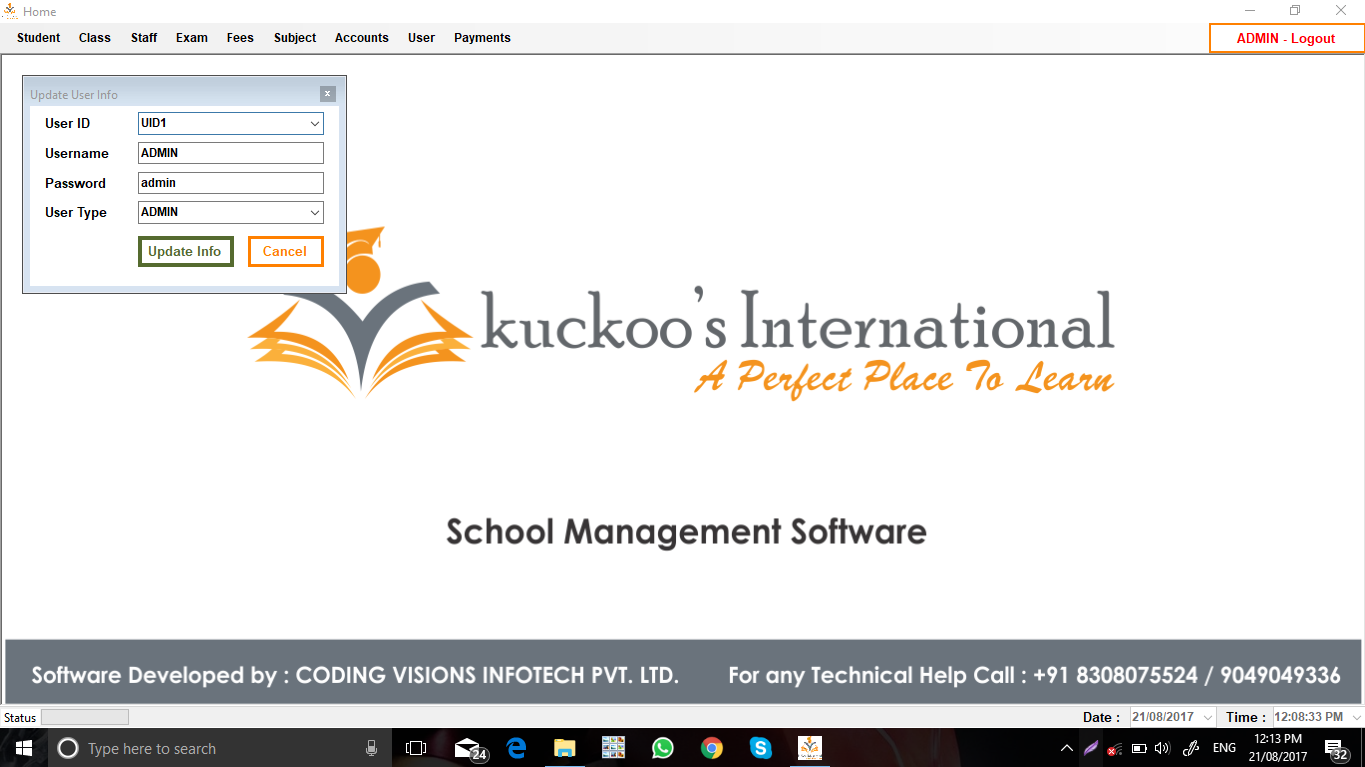 Home
Student Class Staff Exam Fees Subject Accounts User Payments ADMIN - Logout
Update User Info x
User ID UID1
Username ADMIN
Password admin
User Type ADMIN
Update Info Cancel
kuckoo's International
A Perfect Place To Learn
School Management Software
Software Developed by : CODING VISIONS INFOTECH PVT. LTD. For any Technical Help Call : +91 8308075524 / 9049049336
Status Date : 21/08/2017 Time : 12:08:33 PM
Type here to search 24 ENG 12:13 PM
21/08/2017 32